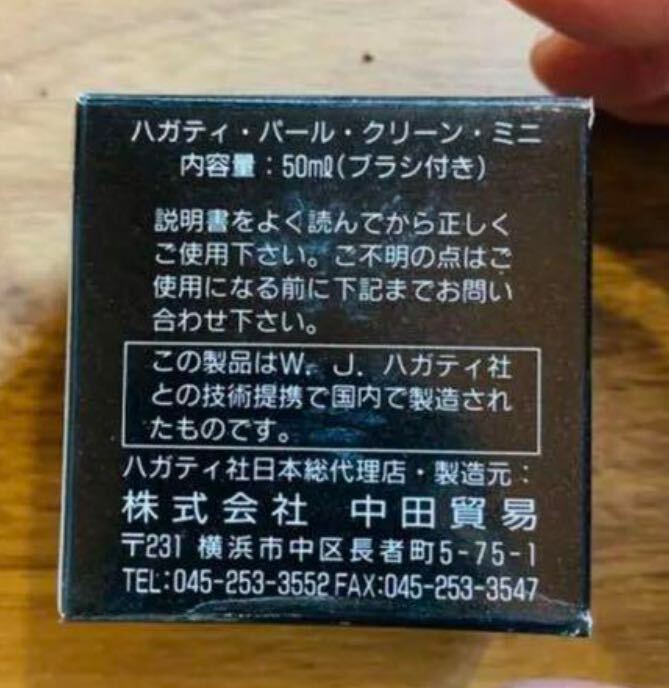 ハガティ・パール・クリーン・ミニ
内容量：50mℓ(ブラシ付き)
説明書をよく読んでから正しく
ご使用下さい。ご不明の点はご
使用になる前に下記までお問い
合わせ下さい。
この製品はW．J．ハガティ社
との技術提携で国内で製造され
たものです。
ハガティ社日本総代理店・製造元：
株式会社　中田貿易
〒231 横浜市中区長者町5-75-1
TEL:045-253-3552 FAX:045-253-3547